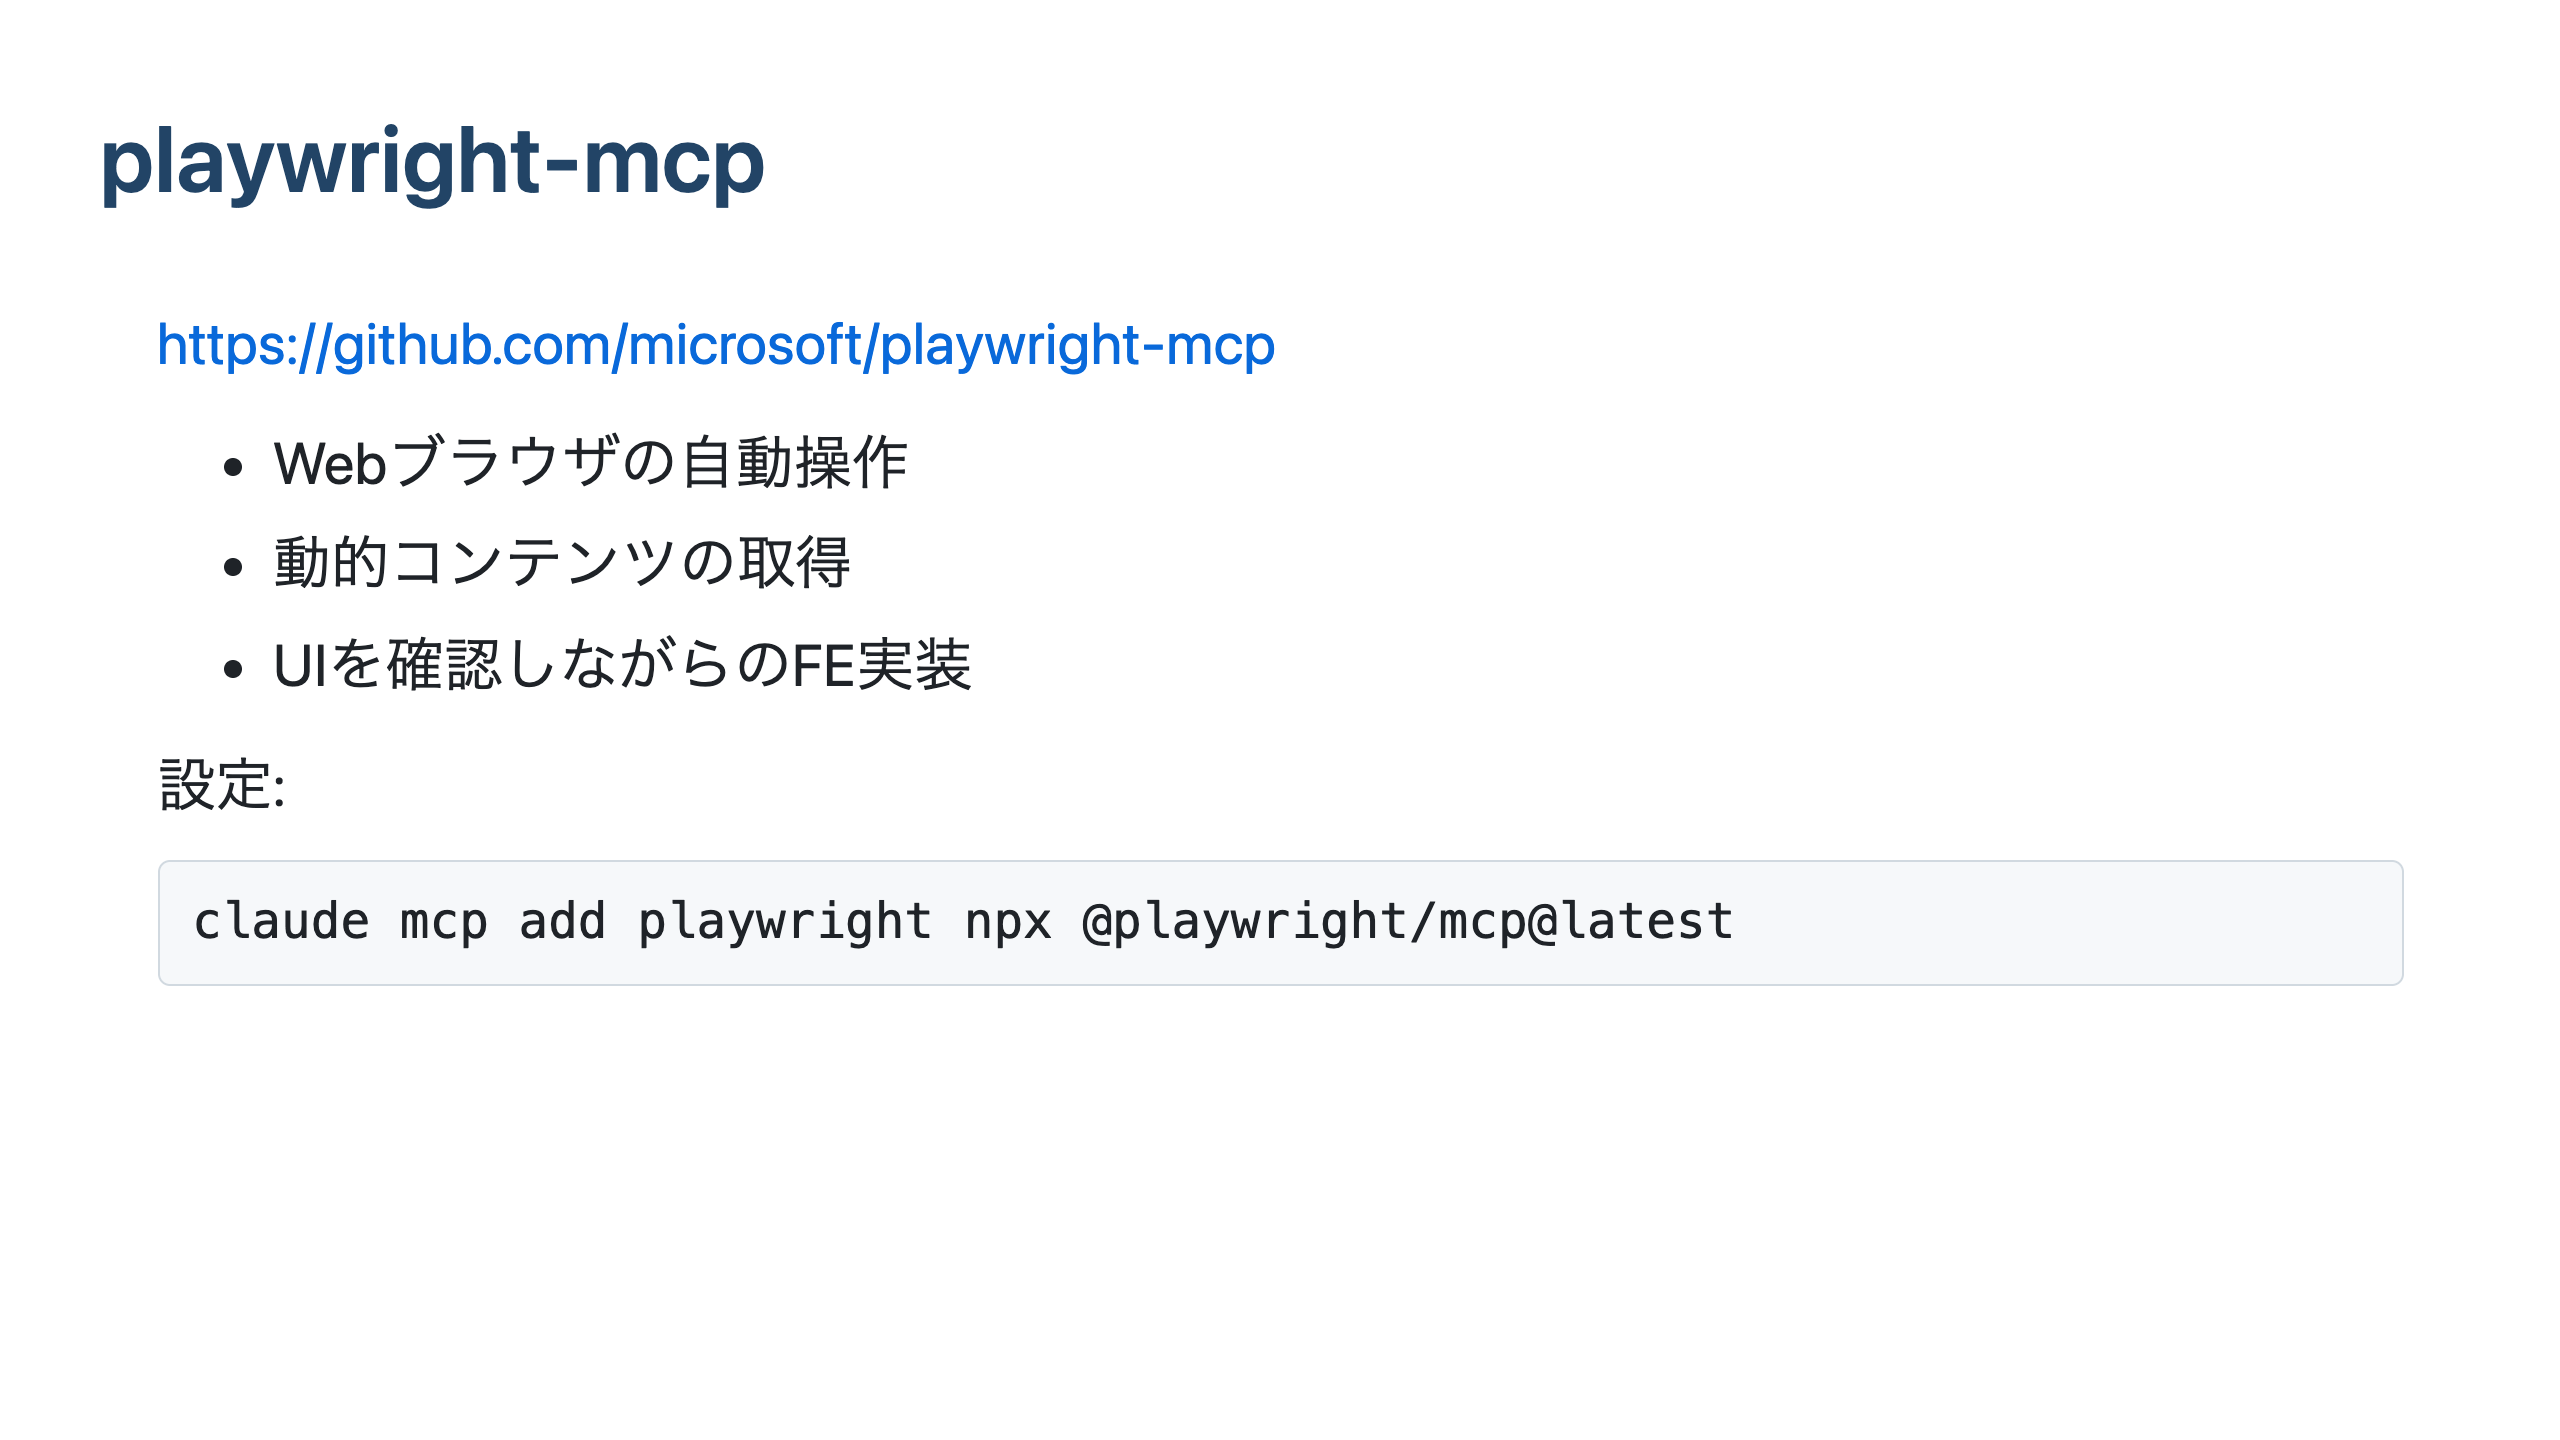 playwright-mcp
https://github.com/microsoft/playwright-mcp
• Webブラウザの自動操作
• 動的コンテンツの取得
• UIを確認しながらのFE実装
設定:
claude mcp add playwright npx @playwright/mcp@latest